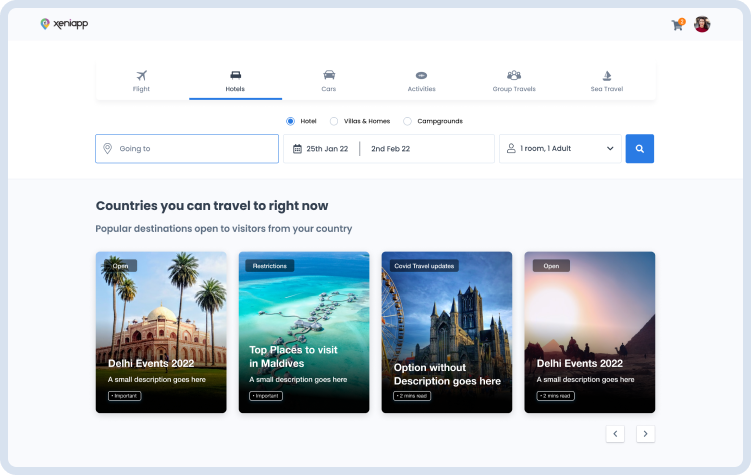 xeniapp
2
Flight
Hotels
Cars
Activities
Group Travels
Sea Travel
Hotel
Villas & Homes
Campgrounds
Going to
25th Jan 22
2nd Feb 22
1 room, 1 Adult
Countries you can travel to right now
Popular destinations open to visitors from your country
Open
Delhi Events 2022
A small description goes here
• Important
Restrictions
Top Places to visit
in Maldives
A small description goes here
• Important
Covid Travel updates
Option without
Description goes here
• 2 mins read
Open
Delhi Events 2022
A small description goes here
• 2 mins read